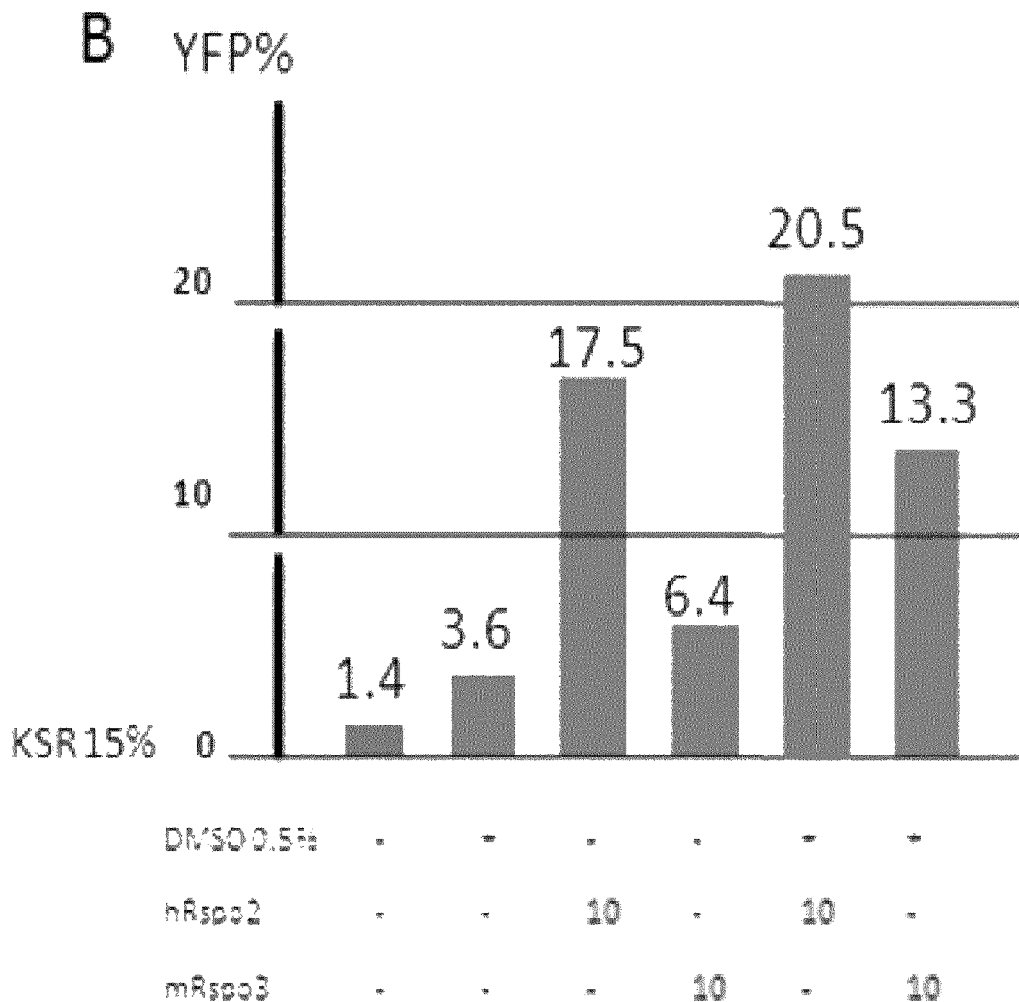 B YFP%
20.5
20
17.5
13.3
10
6.4
3.6
1.4
KSR 15% 0
DMSO 0.5% - + - - + +
hRspo2 - - 10 - 10 -
mRspo3 - - - 10 - 10